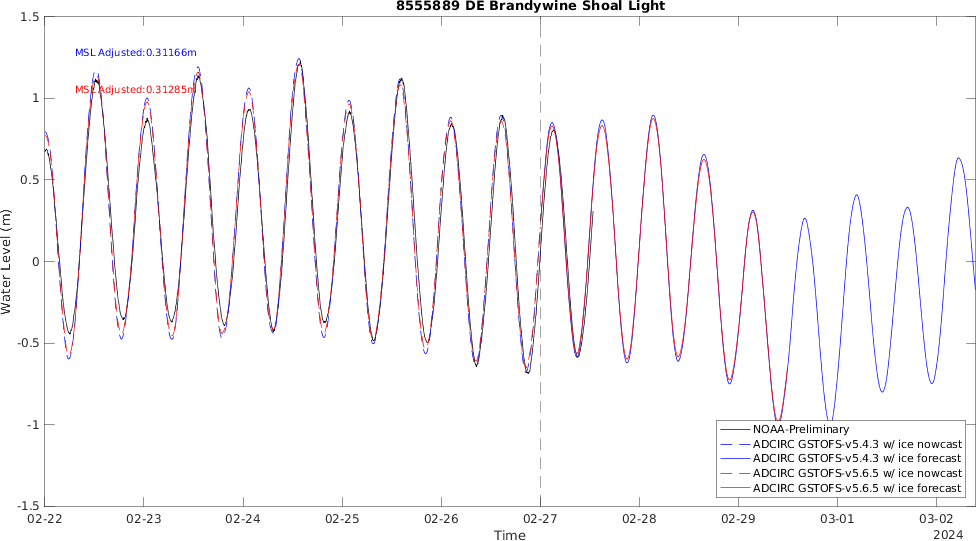 8555889 DE Brandywine Shoal Light
1.5
MSL Adjusted:0.31166m
MSL Adjusted:0.31285m
1
0.5
0
-0.5
-1
-1.5
Water Level (m)
NOAA-Preliminary
ADCIRC GSTOFS-v5.4.3 w/ ice nowcast
ADCIRC GSTOFS-v5.4.3 w/ ice forecast
ADCIRC GSTOFS-v5.6.5 w/ ice nowcast
ADCIRC GSTOFS-v5.6.5 w/ ice forecast
02-22 02-23 02-24 02-25 02-26 02-27 02-28 02-29 03-01 03-02
Time 2024